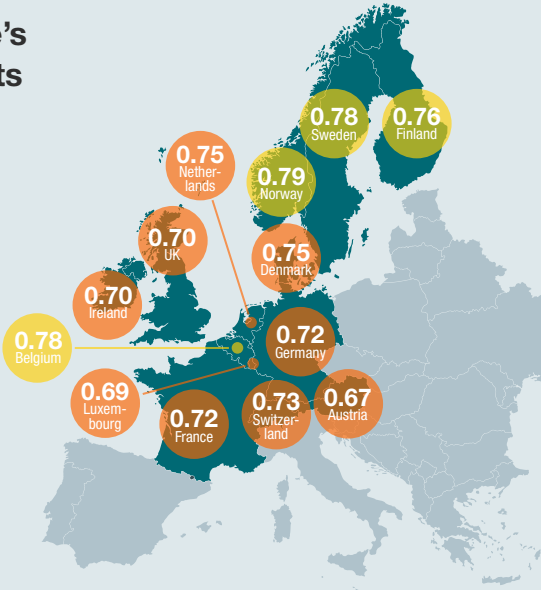 's
ts
0.78
Sweden
0.76
Finland
0.75
Nether-
lands
0.79
Norway
0.70
UK
0.75
Denmark
0.70
Ireland
0.78
Belgium
0.72
Germany
0.69
Luxem-
bourg
0.72
France
0.73
Switzer-
land
0.67
Austria